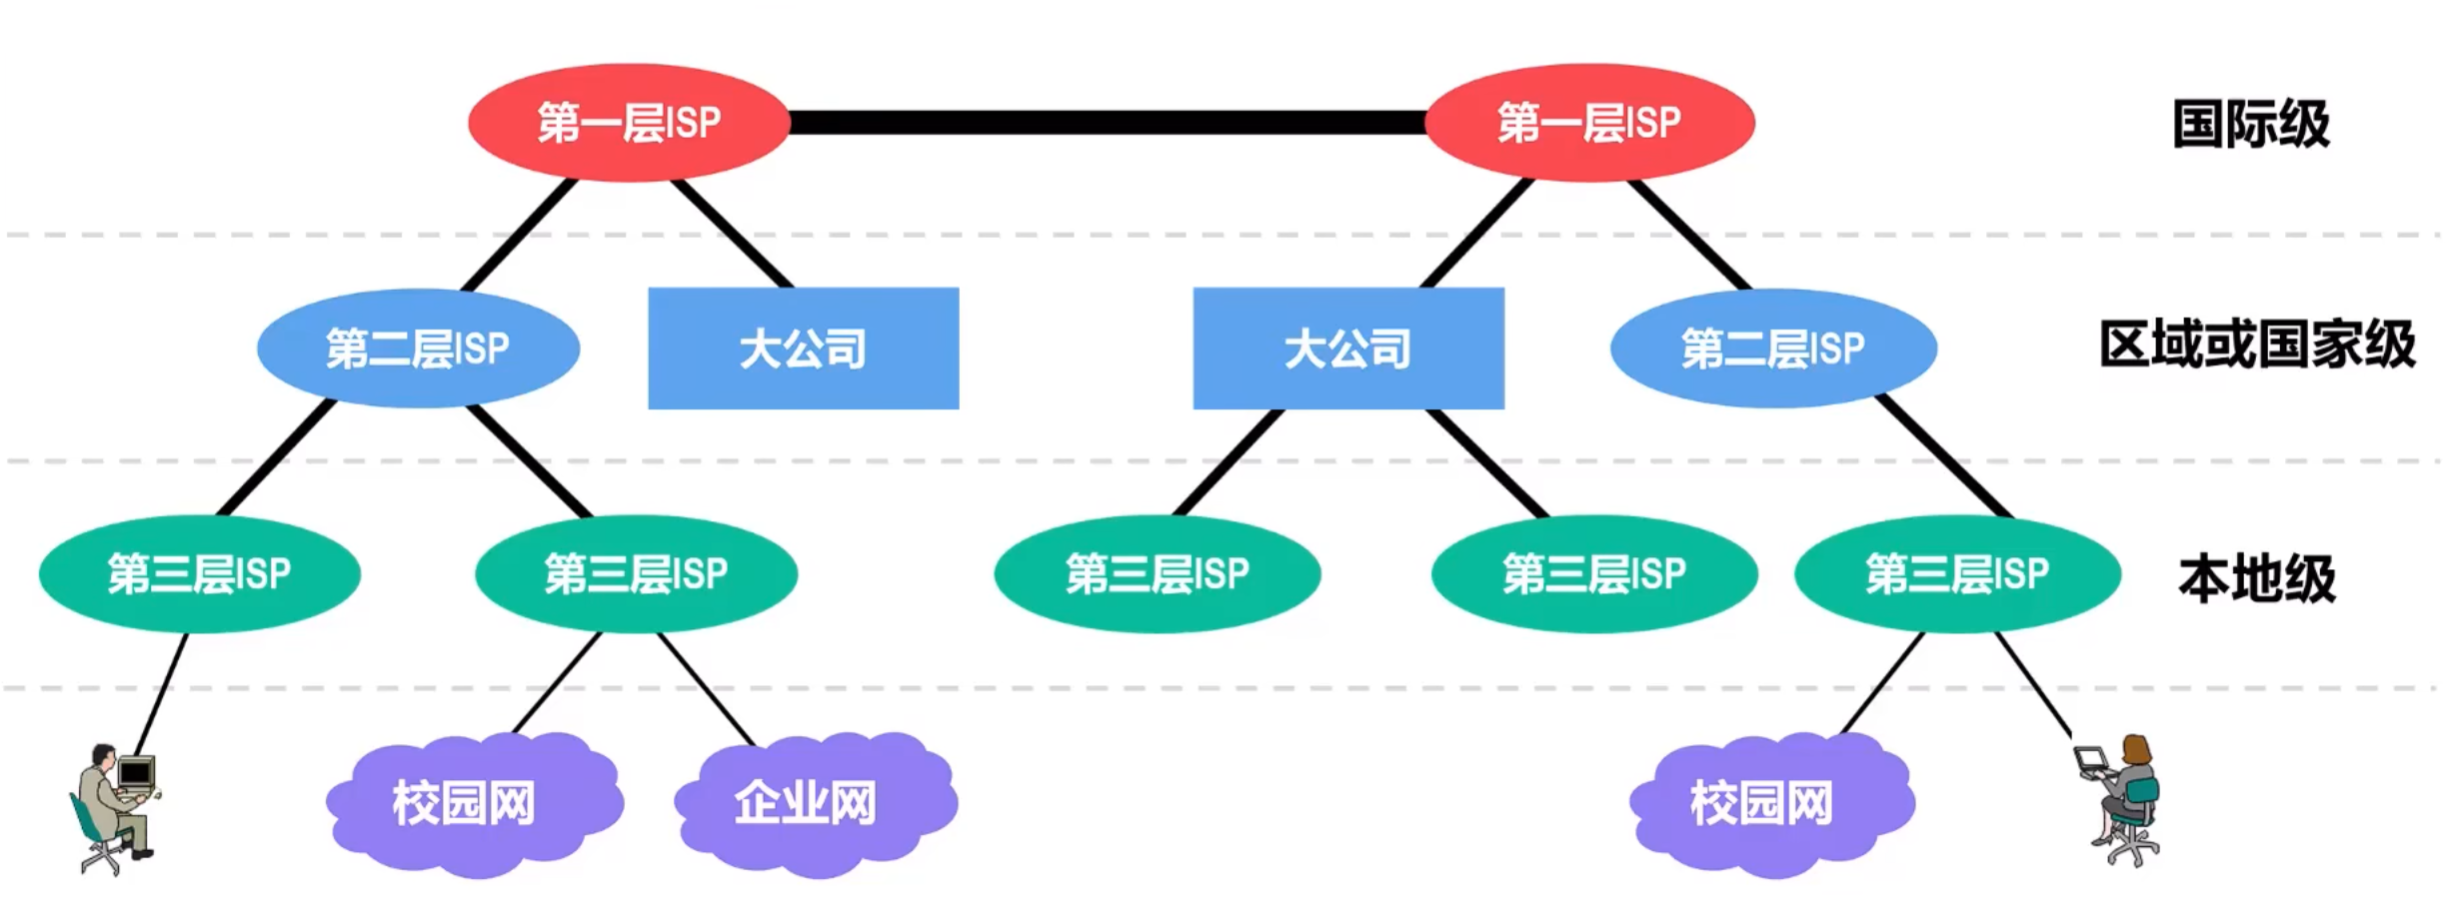 第一层ISP
第一层ISP
国际级
第二层ISP
大公司
大公司
第二层ISP
区域或国家级
第三层ISP
第三层ISP
第三层ISP
第三层ISP
第三层ISP
本地级
校园网
企业网
校园网